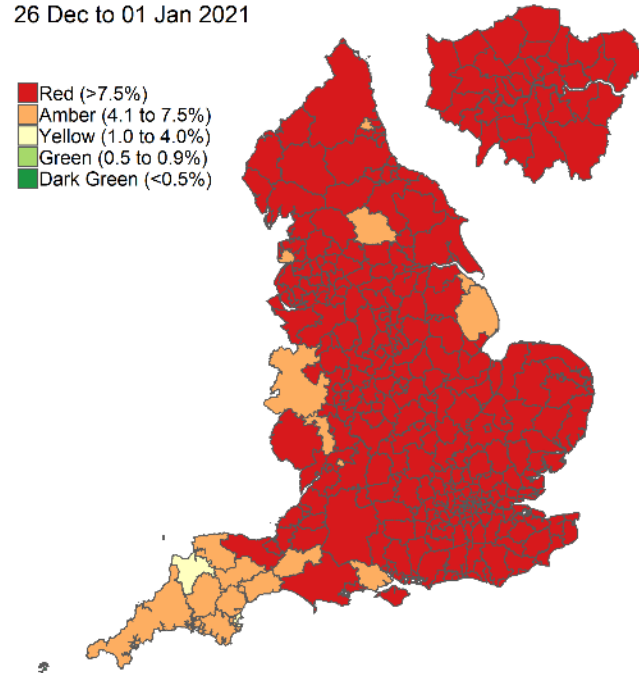 26 Dec to 01 Jan 2021
Red (>7.5%)
Amber (4.1 to 7.5%)
Yellow (1.0 to 4.0%)
Green (0.5 to 0.9%)
Dark Green (<0.5%)